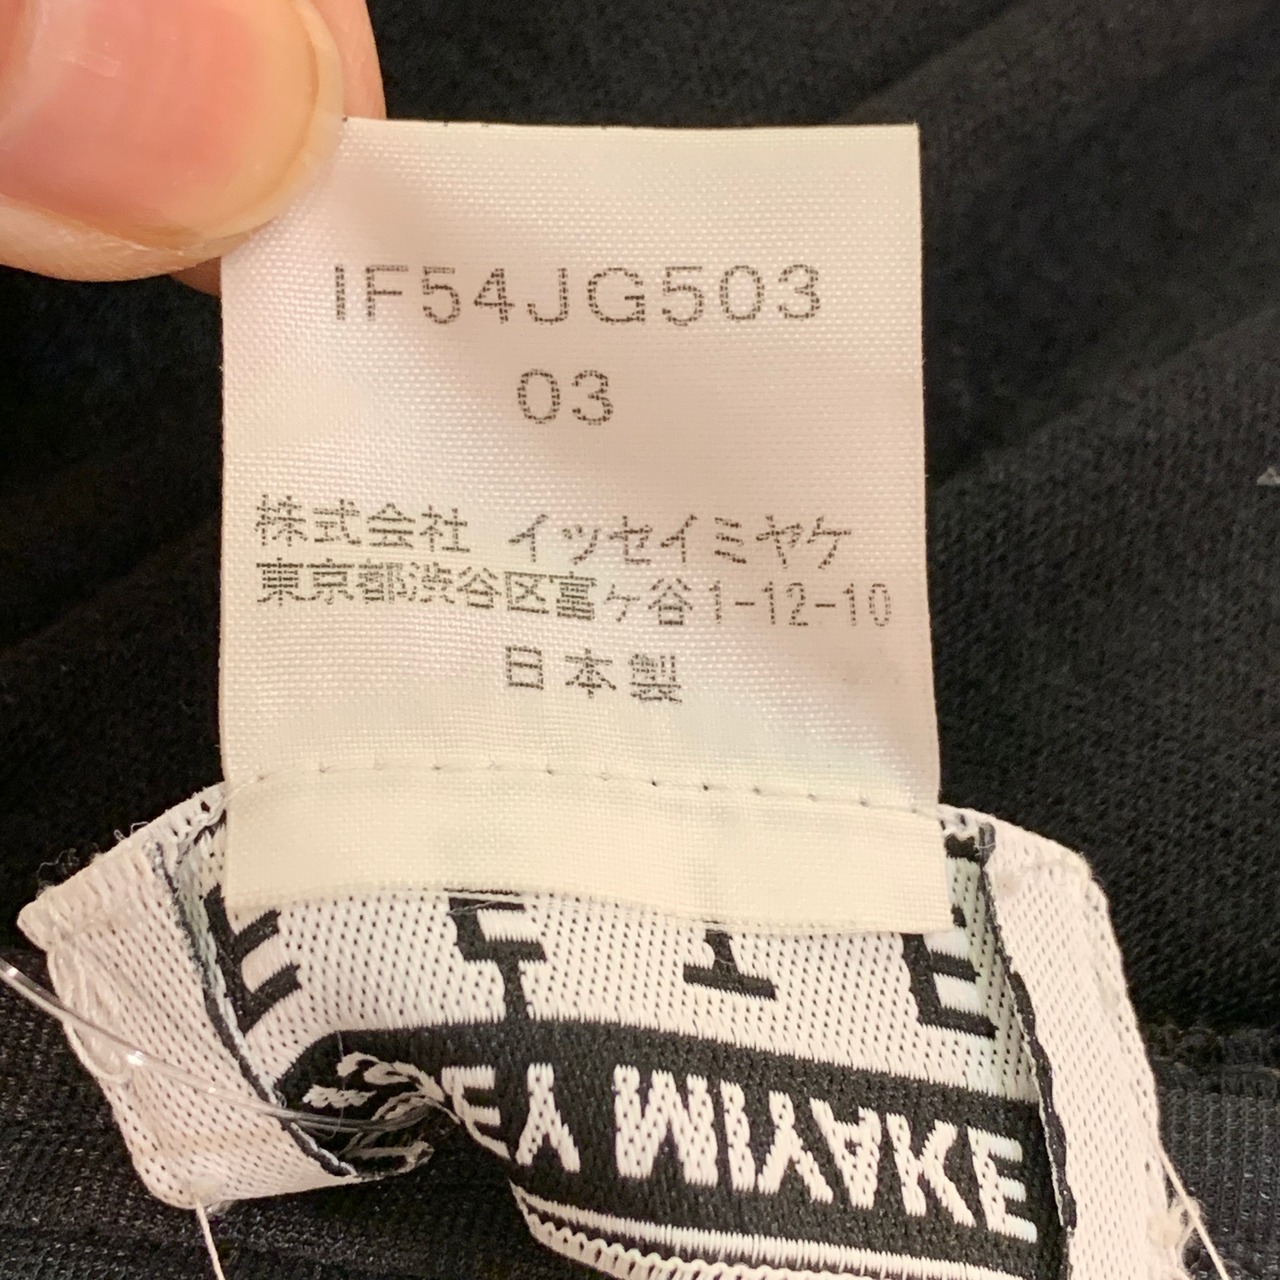 IF54JG503
03
株式会社 イッセイミヤケ
東京都渋谷区富ヶ谷1-12-10
日本製
MIYAKE